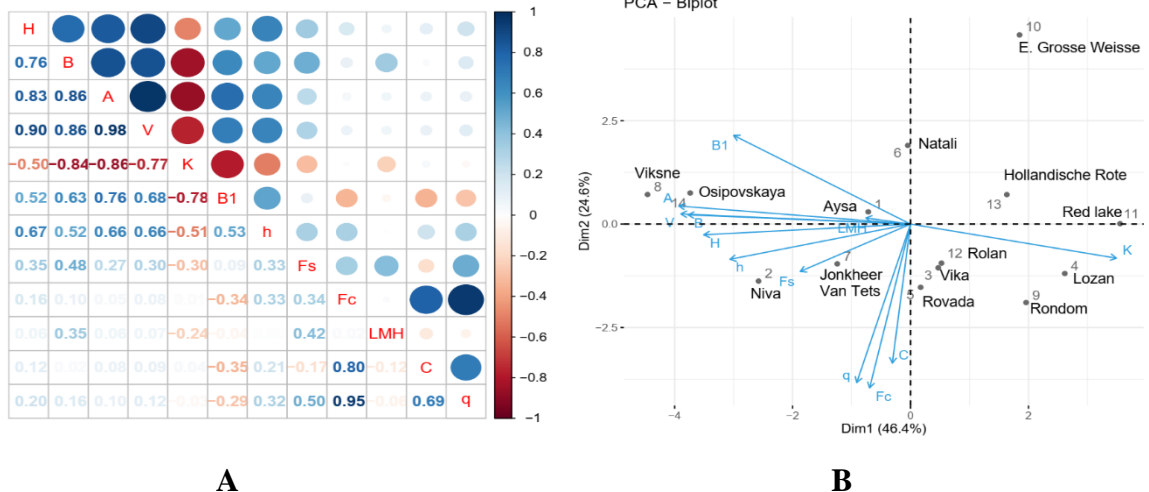 H
0.76 B
0.83 0.86 A
0.90 0.86 0.98 V
−0.50 −0.84 −0.86 −0.77 K
0.52 0.63 0.76 0.68 −0.78 B1
0.67 0.52 0.66 0.66 −0.51 0.53 h
0.35 0.48 0.27 0.30 −0.30 0.09 0.33 Fs
0.16 0.10 −0.34 0.33 0.34 Fc
0.06 0.35 −0.24 0.42 LMH
0.12 0.08 0.09 0.04 −0.35 0.21 −0.17 0.80 −0.12 C
0.20 0.16 0.10 0.12 −0.29 0.32 0.50 0.95 −0.06 0.69 q
1
0.8
0.6
0.4
0.2
0
−0.2
−0.4
−0.6
−0.8
−1
A
PCA − Biplot
10
E. Grosse Weisse
2.5
B1
Natali
6
Viksne
Hollandische Rote
8
Osipovskaya
A
14
Aysa
1
13
Red lake
11
0.0
V
B
LMH
H
K
h
7
12
Rolan
4
2
Fs
Jonkheer
Van Tets
3
Vika
Lozan
Niva
5
Rovada
9
Rondom
−2.5
C
q
Fc
Dim2 (24.6%)
−4
−2
0
2
Dim1 (46.4%)
B